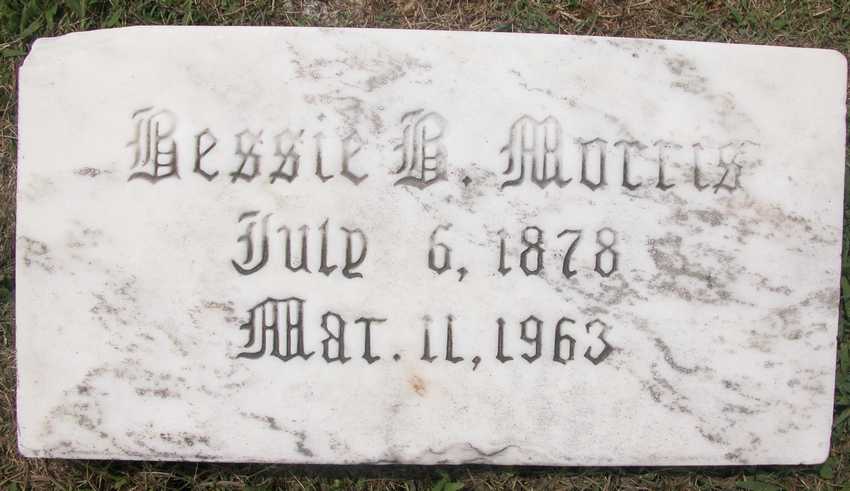 Bessie B. Morris
July 6, 1878
Mar. 11, 1963